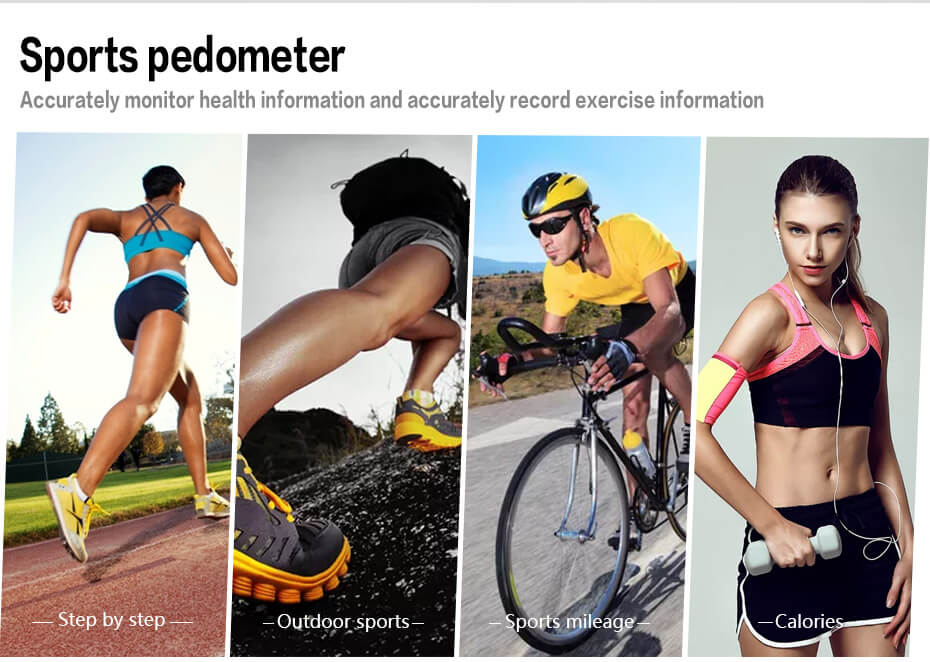 Sports pedometer
Accurately monitor health information and accurately record exercise information
— Step by step —
—Outdoor sports—
—Sports mileage—
—Calories—